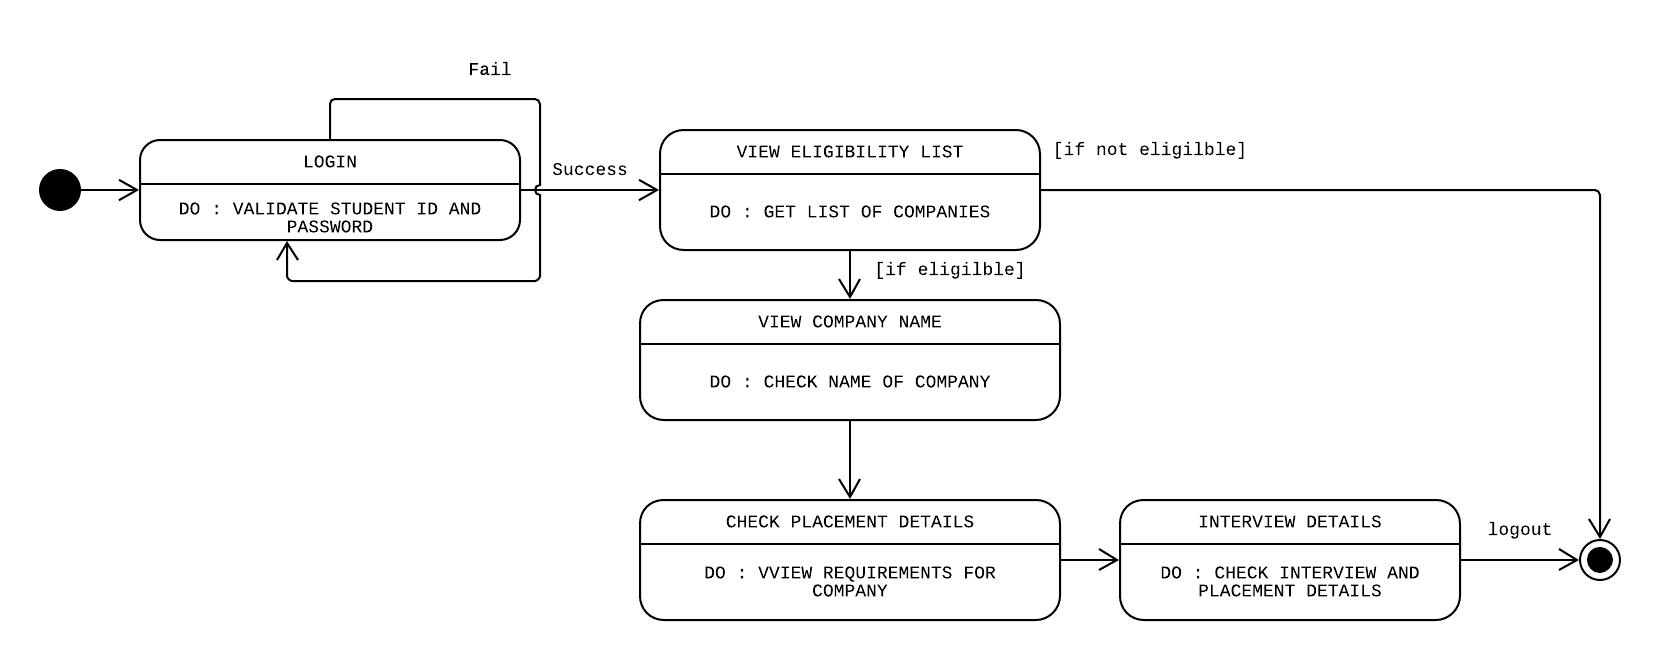 Fail
LOGIN
DO : VALIDATE STUDENT ID AND
PASSWORD
Success
VIEW ELIGIBILITY LIST
DO : GET LIST OF COMPANIES
[if not eligilble]
[if eligilble]
VIEW COMPANY NAME
DO : CHECK NAME OF COMPANY
CHECK PLACEMENT DETAILS
DO : VVIEW REQUIREMENTS FOR
COMPANY
INTERVIEW DETAILS
DO : CHECK INTERVIEW AND
PLACEMENT DETAILS
logout